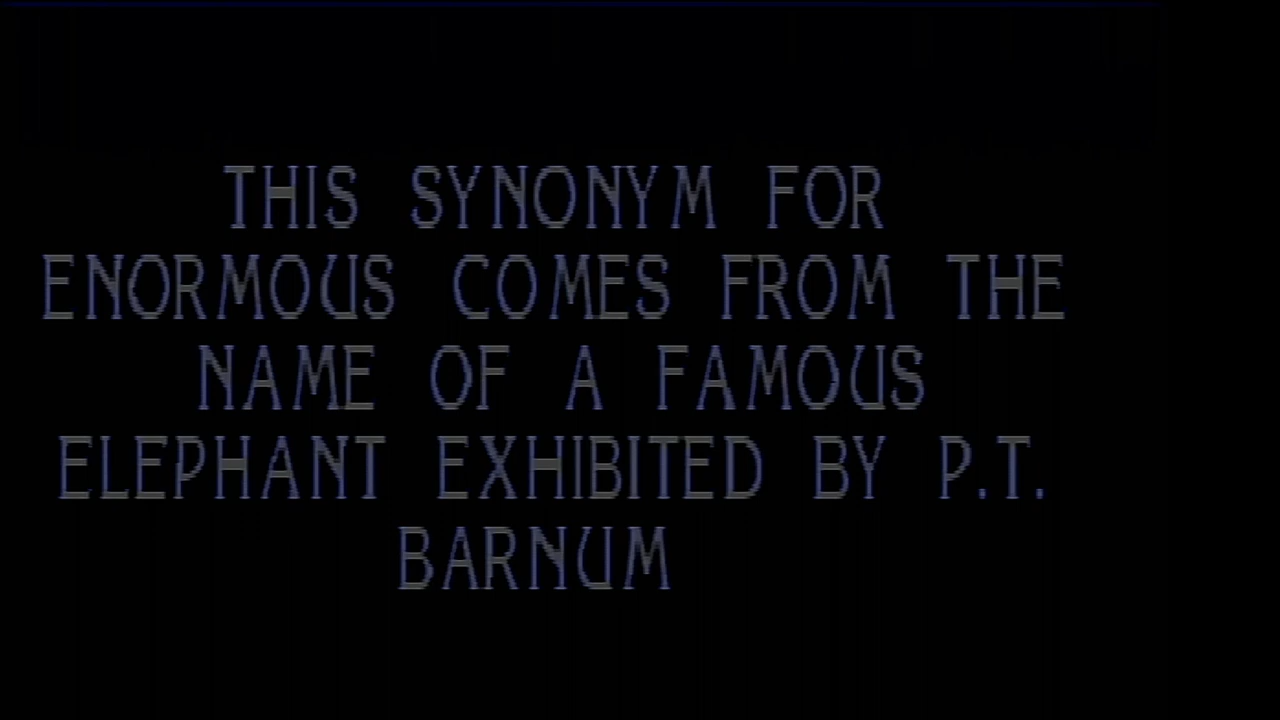 THIS SYNONYM FOR
ENORMOUS COMES FROM THE
NAME OF A FAMOUS
ELEPHANT EXHIBITED BY P.T.
BARNUM